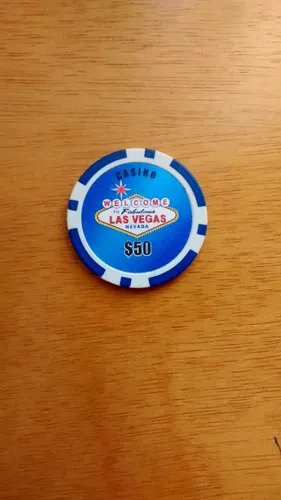 CASINO
WELCOME
TO Fabulous
LAS VEGAS
NEVADA
$50